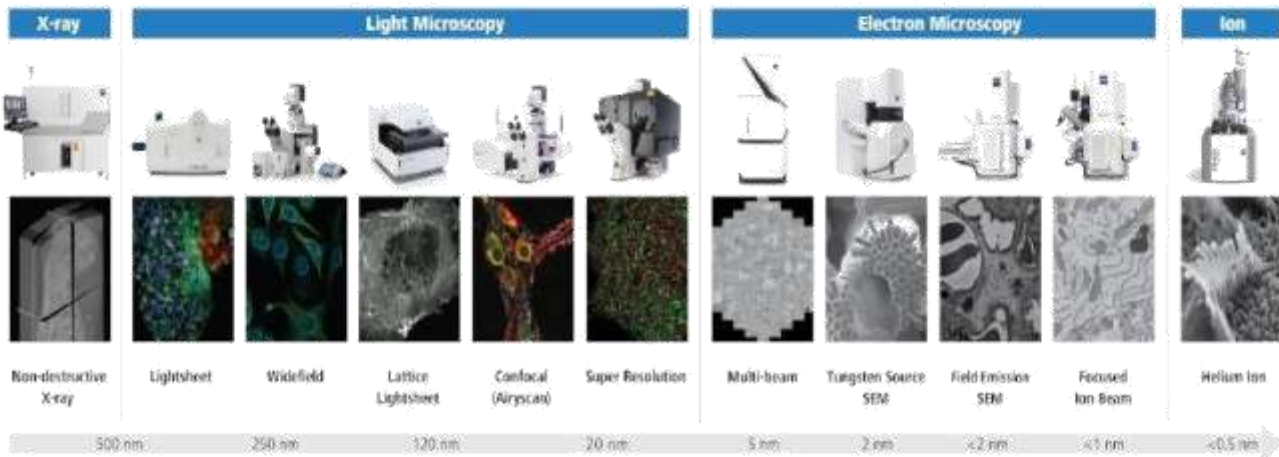 X-ray
Light Microscopy
Electron Microscopy
Ion
Non-destructive
X-ray
Lightsheet
Widefield
Lattice
Lightsheet
Confocal
(Airyscan)
Super Resolution
Multi-beam
Tungsten Source
SEM
Field Emission
SEM
Focused
Ion Beam
Helium Ion
500 nm 250 nm 120 nm 20 nm 5 nm 2 nm <2 nm <1 nm <0.5 nm